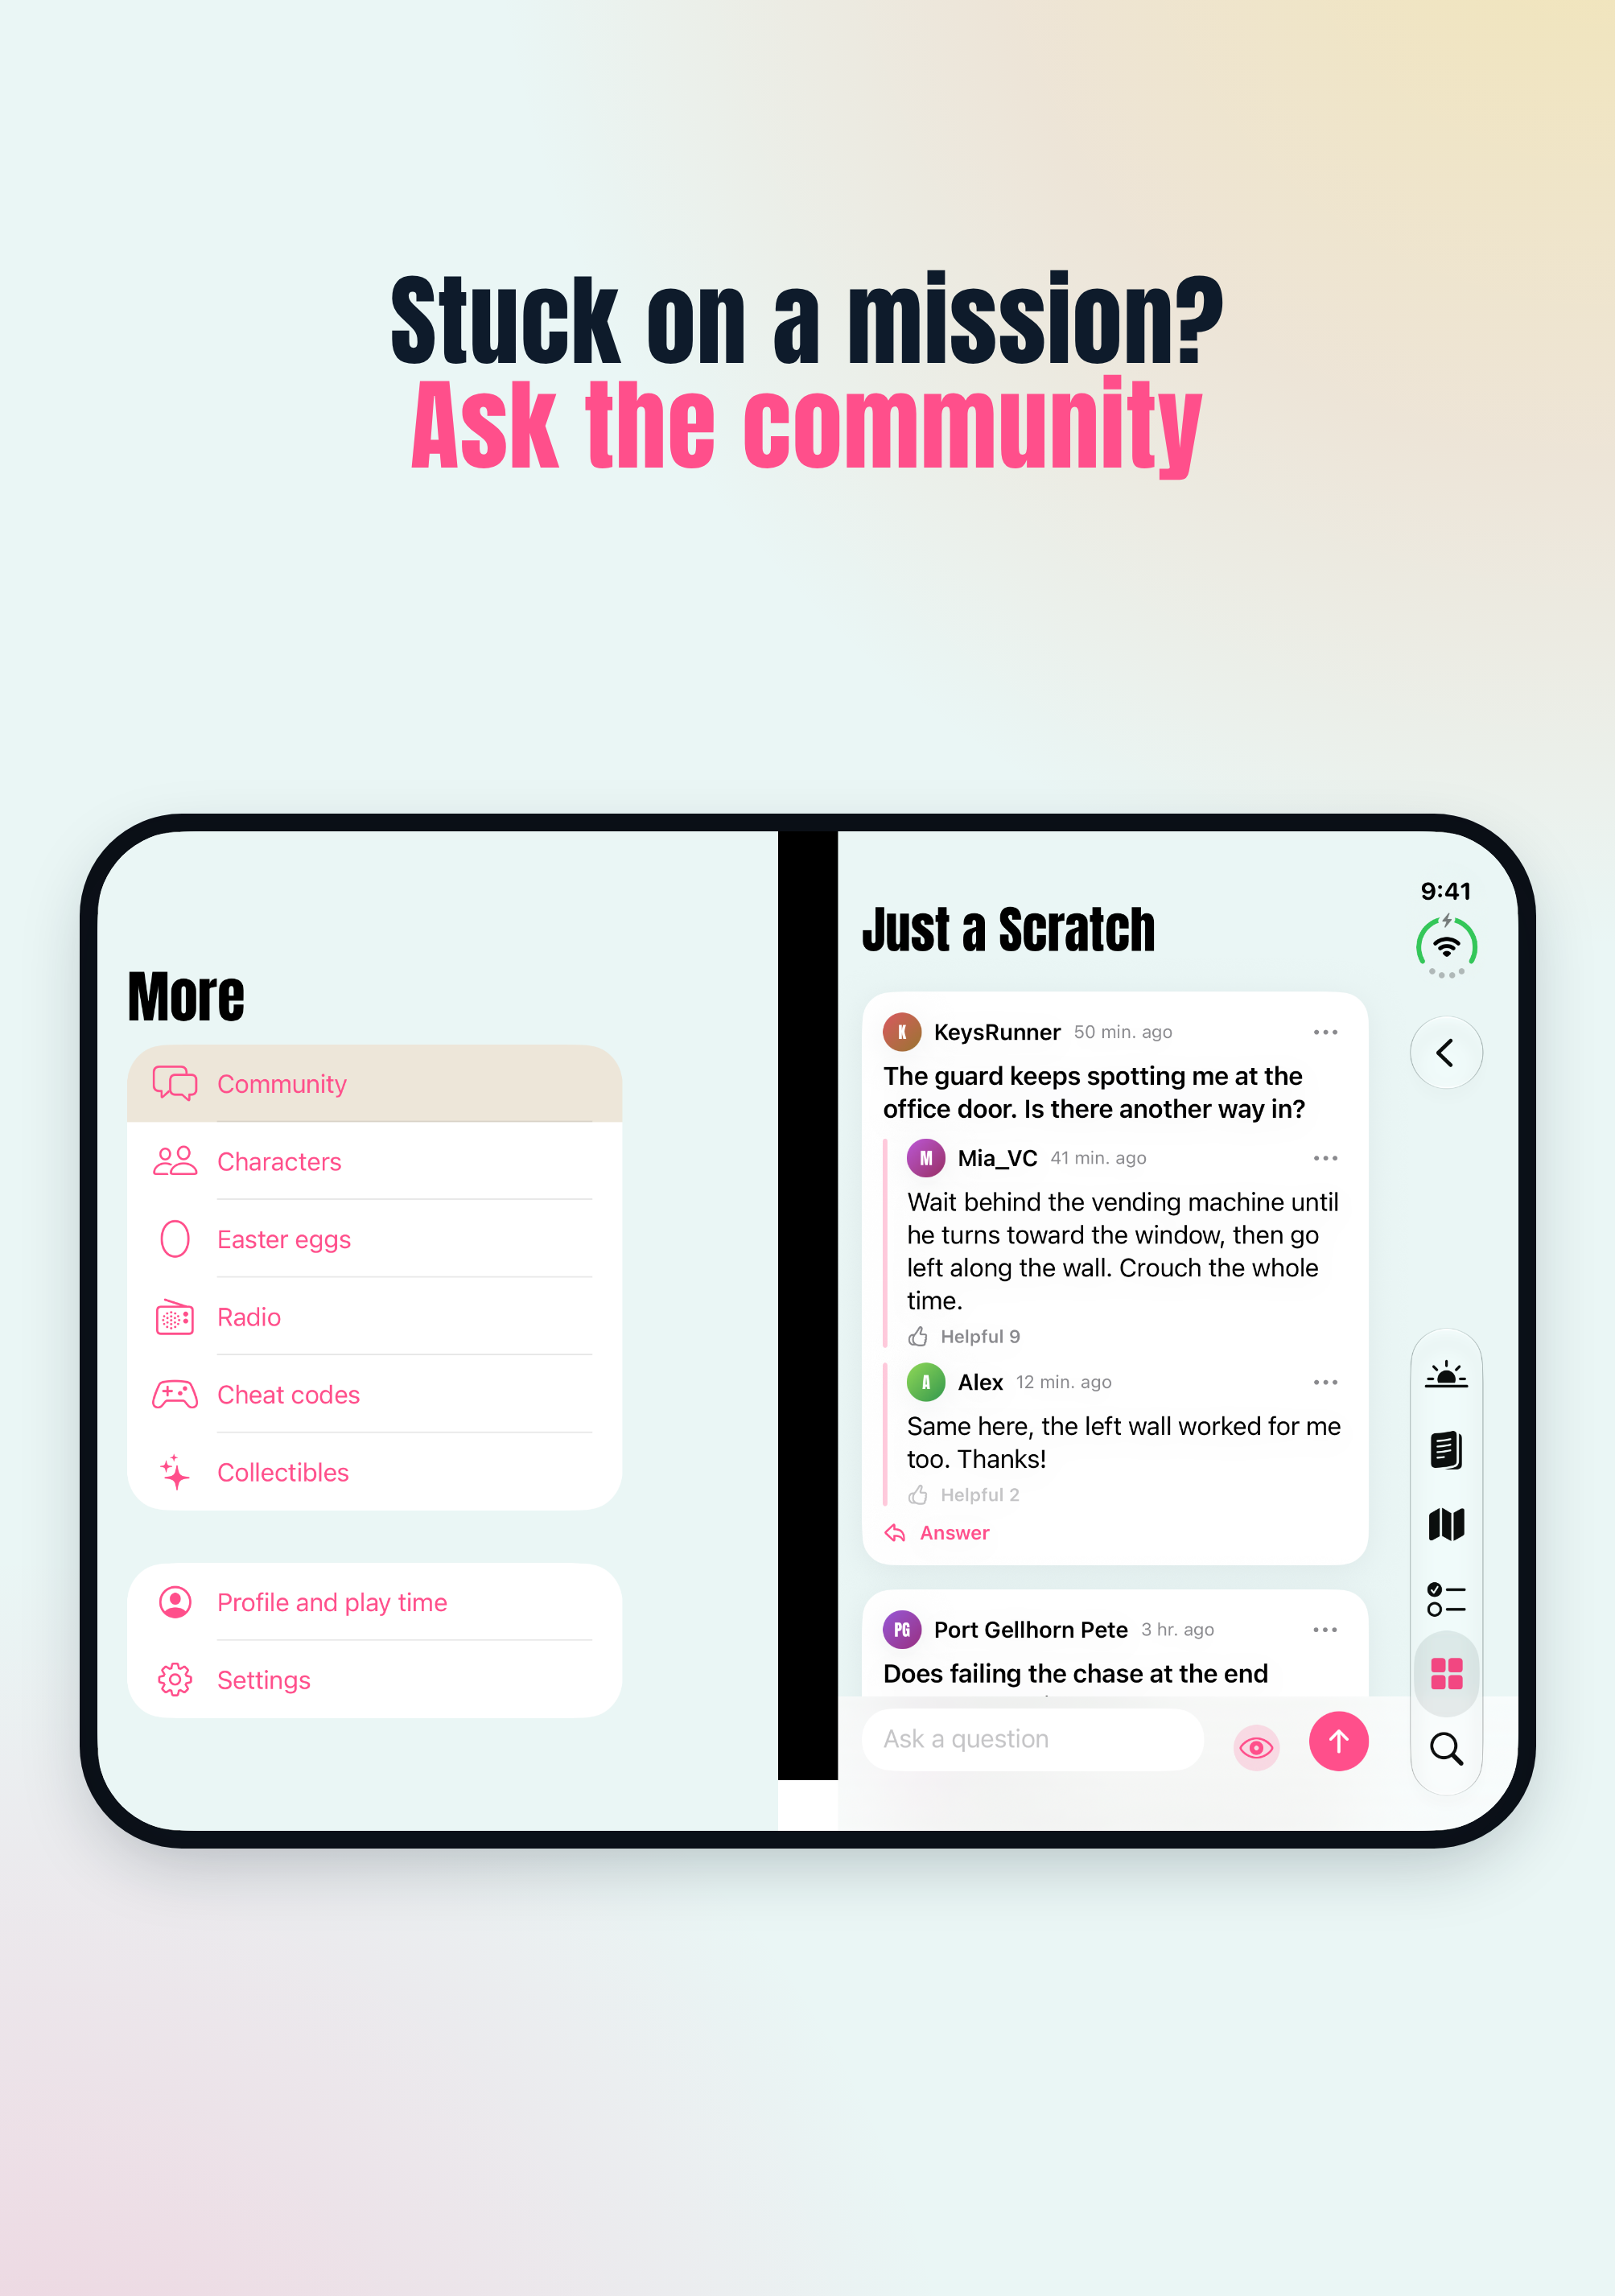 Stuck on a mission?
Ask the community
More
Community
Characters
Easter eggs
Radio
Cheat codes
Collectibles
Profile and play time
Settings
Just a Scratch
9:41
K KeysRunner 50 min. ago
The guard keeps spotting me at the
office door. Is there another way in?
M Mia_VC 41 min. ago
Wait behind the vending machine until
he turns toward the window, then go
left along the wall. Crouch the whole
time.
Helpful 9
A Alex 12 min. ago
Same here, the left wall worked for me
too. Thanks!
Helpful 2
Answer
PG Port Gellhorn Pete 3 hr. ago
Does failing the chase at the end
Ask a question